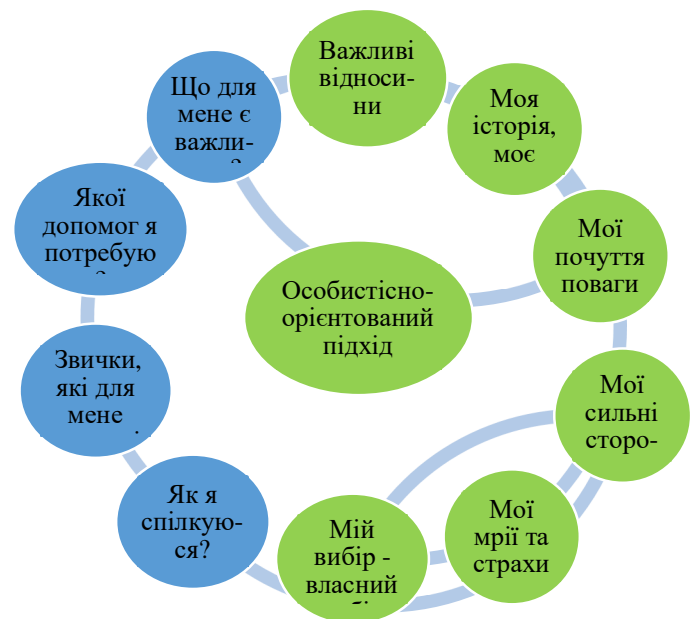 Важливі
відноси-
ни
Моя
історія,
моє
Мої
почуття
поваги
Мої
сильні
сторо-
Мої
мрії та
страхи
Мій
вибір -
власний
Як я
спілкую-
ся?
Звички,
які для
мене
Якої
допомог я
потребую
Що для
мене є
важли-
Особистісно-
орієнтований
підхід